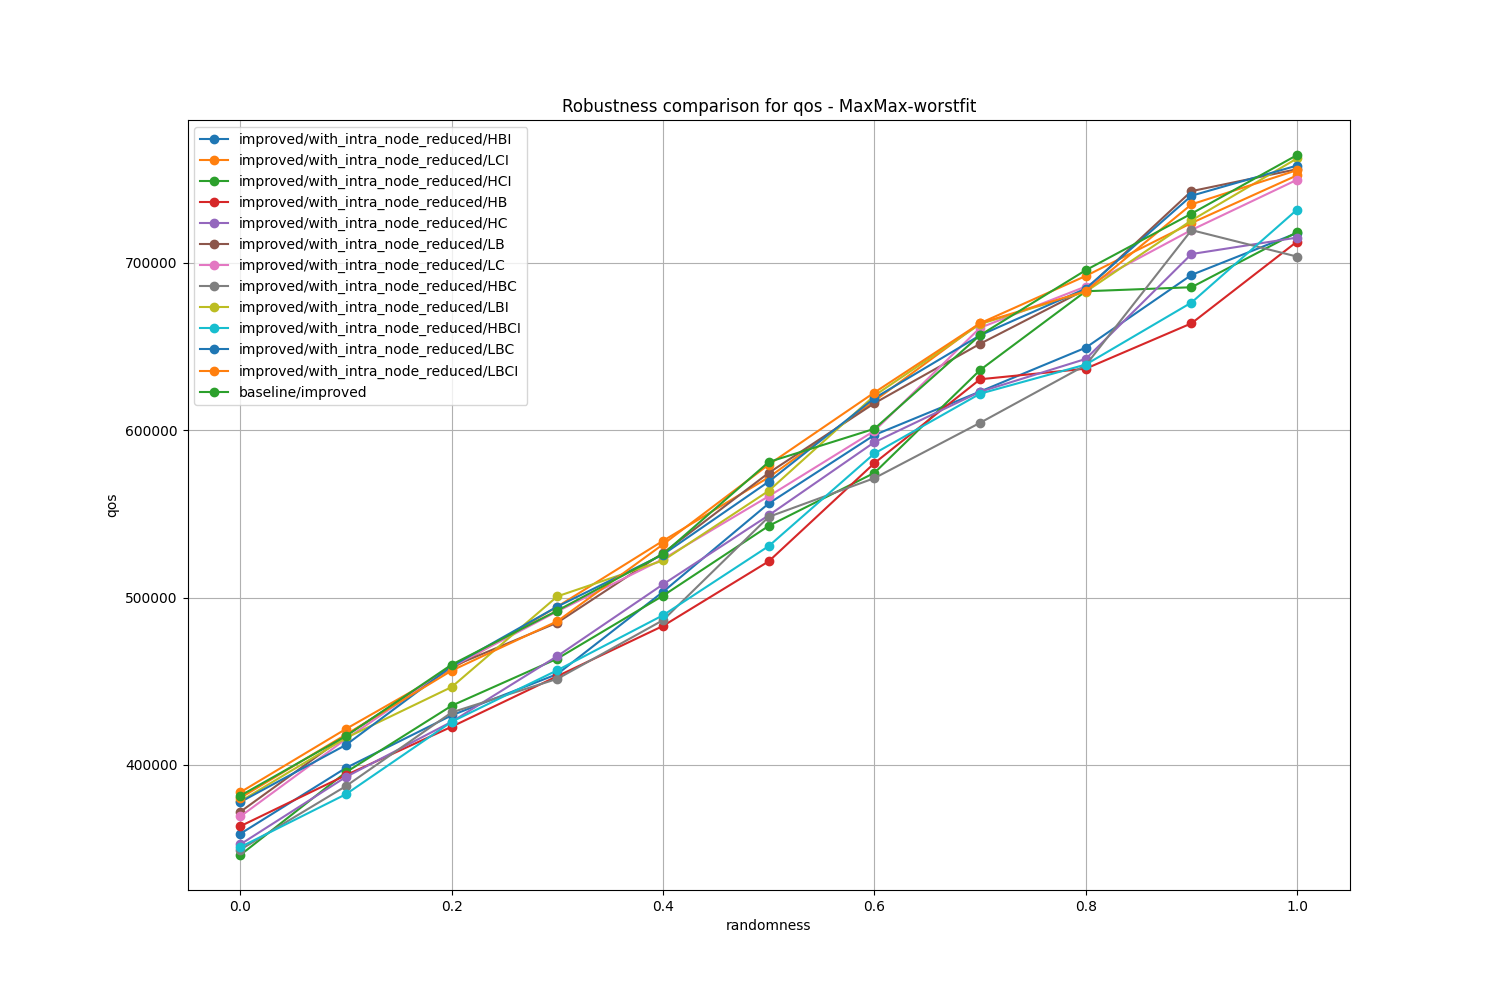 Robustness comparison for qos - MaxMax-worstfit
improved/with_intra_node_reduced/HBI
improved/with_intra_node_reduced/LCI
improved/with_intra_node_reduced/HCI
improved/with_intra_node_reduced/HB
improved/with_intra_node_reduced/HC
improved/with_intra_node_reduced/LB
improved/with_intra_node_reduced/LC
improved/with_intra_node_reduced/HBC
improved/with_intra_node_reduced/LBI
improved/with_intra_node_reduced/HBCI
improved/with_intra_node_reduced/LBC
improved/with_intra_node_reduced/LBCI
baseline/improved
700000
600000
500000
400000
qos
0.0 0.2 0.4 0.6 0.8 1.0
randomness